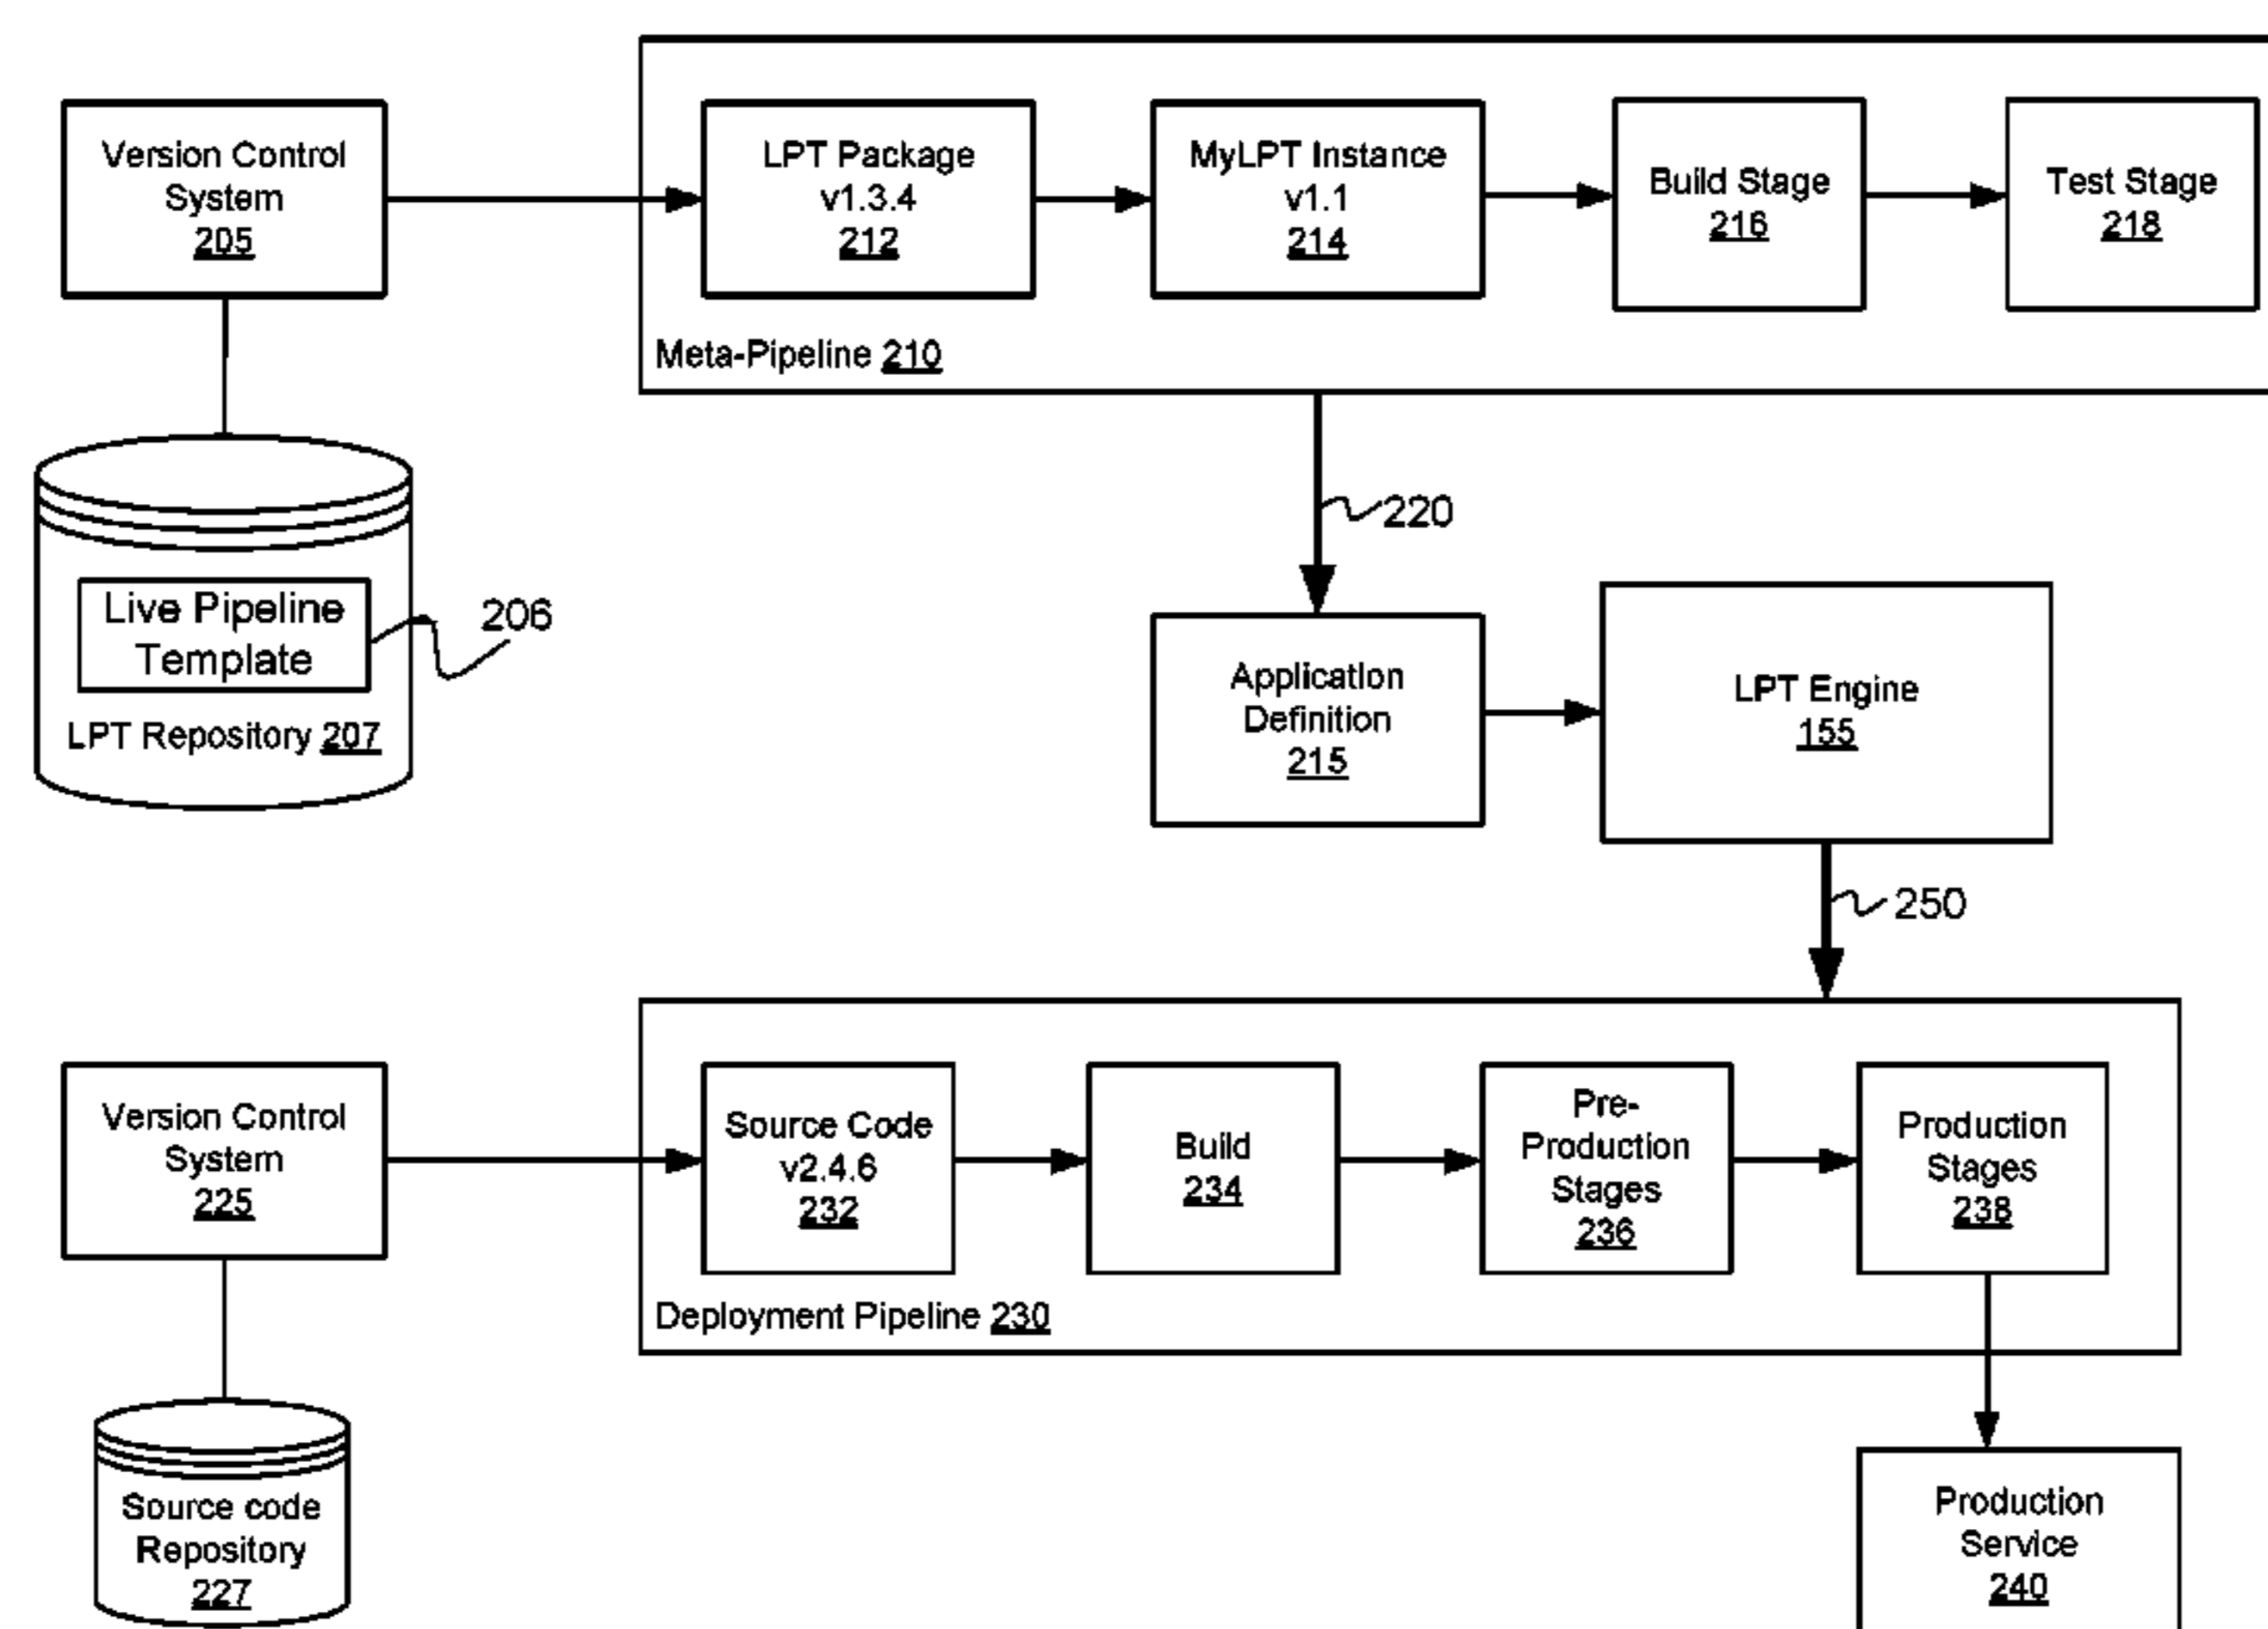 Version Control
System
205
LPT Package
v1.3.4
212
MyLPT Instance
v1.1
214
Build Stage
216
Test Stage
218
Meta-Pipeline 210
220
Live Pipeline
Template
206
LPT Repository 207
Application
Definition
215
LPT Engine
155
250
Version Control
System
225
Source Code
v2.4.6
232
Build
234
Pre-
Production
Stages
236
Production
Stages
238
Deployment Pipeline 230
Source code
Repository
227
Production
Service
240